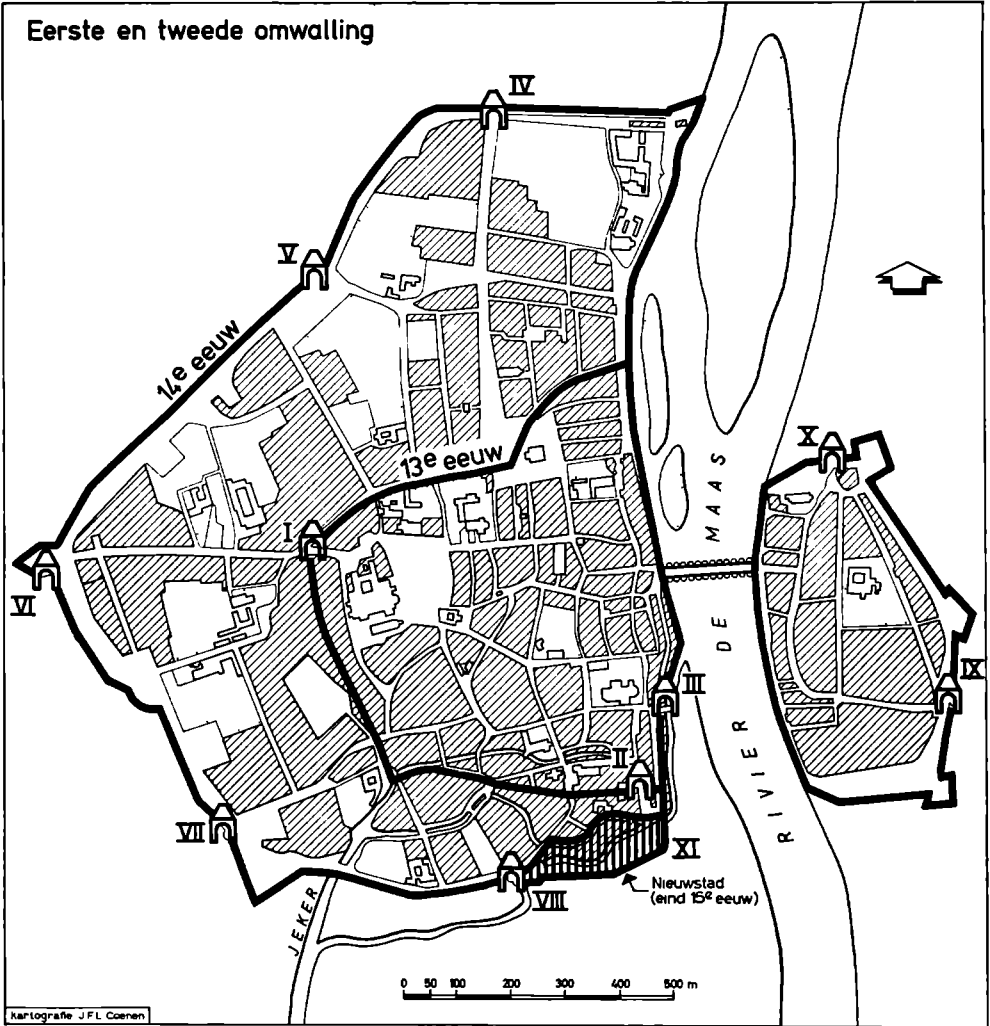 Eerste en tweede omwalling
IV
V
14e eeuw
13e eeuw
X
I
VI
MAAS
DE
RIVIER
IX
III
II
VII
XI
VIII
Nieuwstad
(eind 15e eeuw)
JEKER
0 50 100 200 300 400 500 m
kartografie J F L Coenen